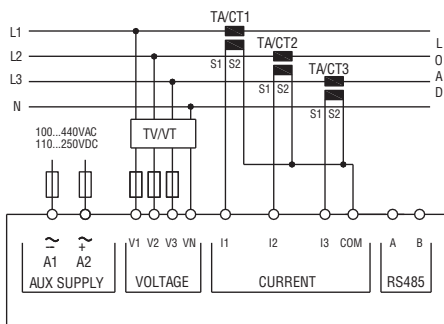 TA/CT1
L1
TA/CT2
L2
S1 S2
TA/CT3
L3
S1 S2
N
S1 S2
L
O
A
D
100...440VAC
110...250VDC
TV/VT
~ ~
– +
A1 A2
V1 V2 V3 VN
I1 I2 I3 COM
A B
AUX SUPPLY
VOLTAGE
CURRENT
RS485